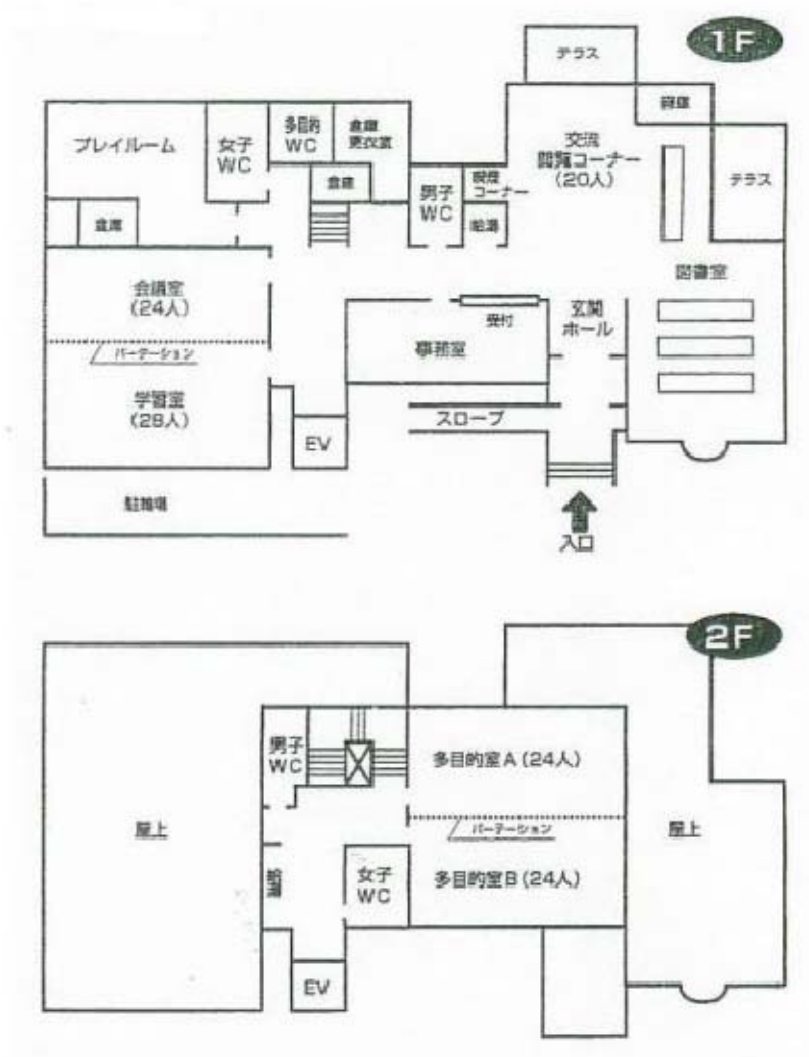 1F
テラス
プレイルーム
女子
WC
多目的
WC
倉庫
更衣室
倉庫
男子
WC
喫煙
コーナー
給湯
交流
閲覧コーナー
(20人)
テラス
倉庫
会議室
(24人)
パーテーション
学習室
(28人)
EV
事務室
受付
玄関
ホール
図書室
スロープ
駐輪場
入口
2F
男子
WC
多目的室A(24人)
パーテーション
多目的室B(24人)
屋上
屋上
給湯
女子
WC
EV